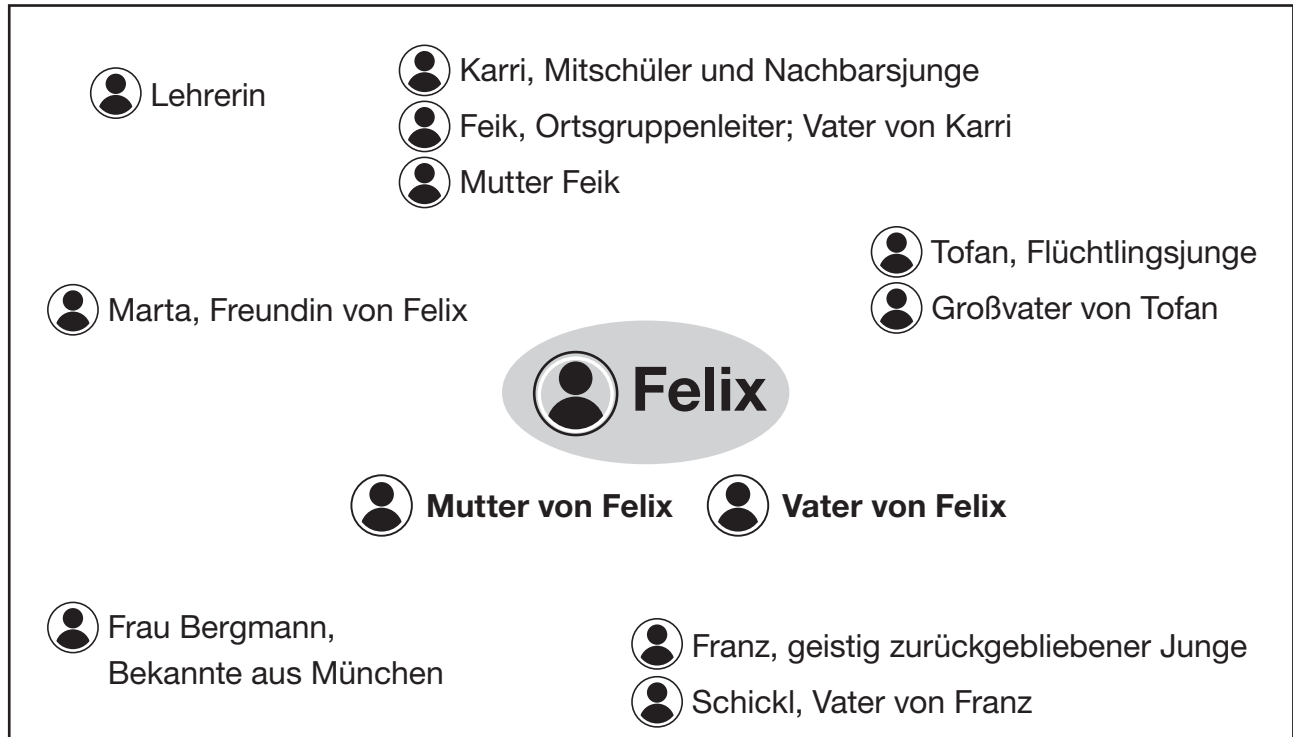 Lehrerin
Karri, Mitschüler und Nachbarsjunge
Feik, Ortsgruppenleiter; Vater von Karri
Mutter Feik
Tofan, Flüchtlingsjunge
Großvater von Tofan
Marta, Freundin von Felix
Felix
Mutter von Felix
Vater von Felix
Frau Bergmann,
Bekannte aus München
Franz, geistig zurückgebliebener Junge
Schickl, Vater von Franz